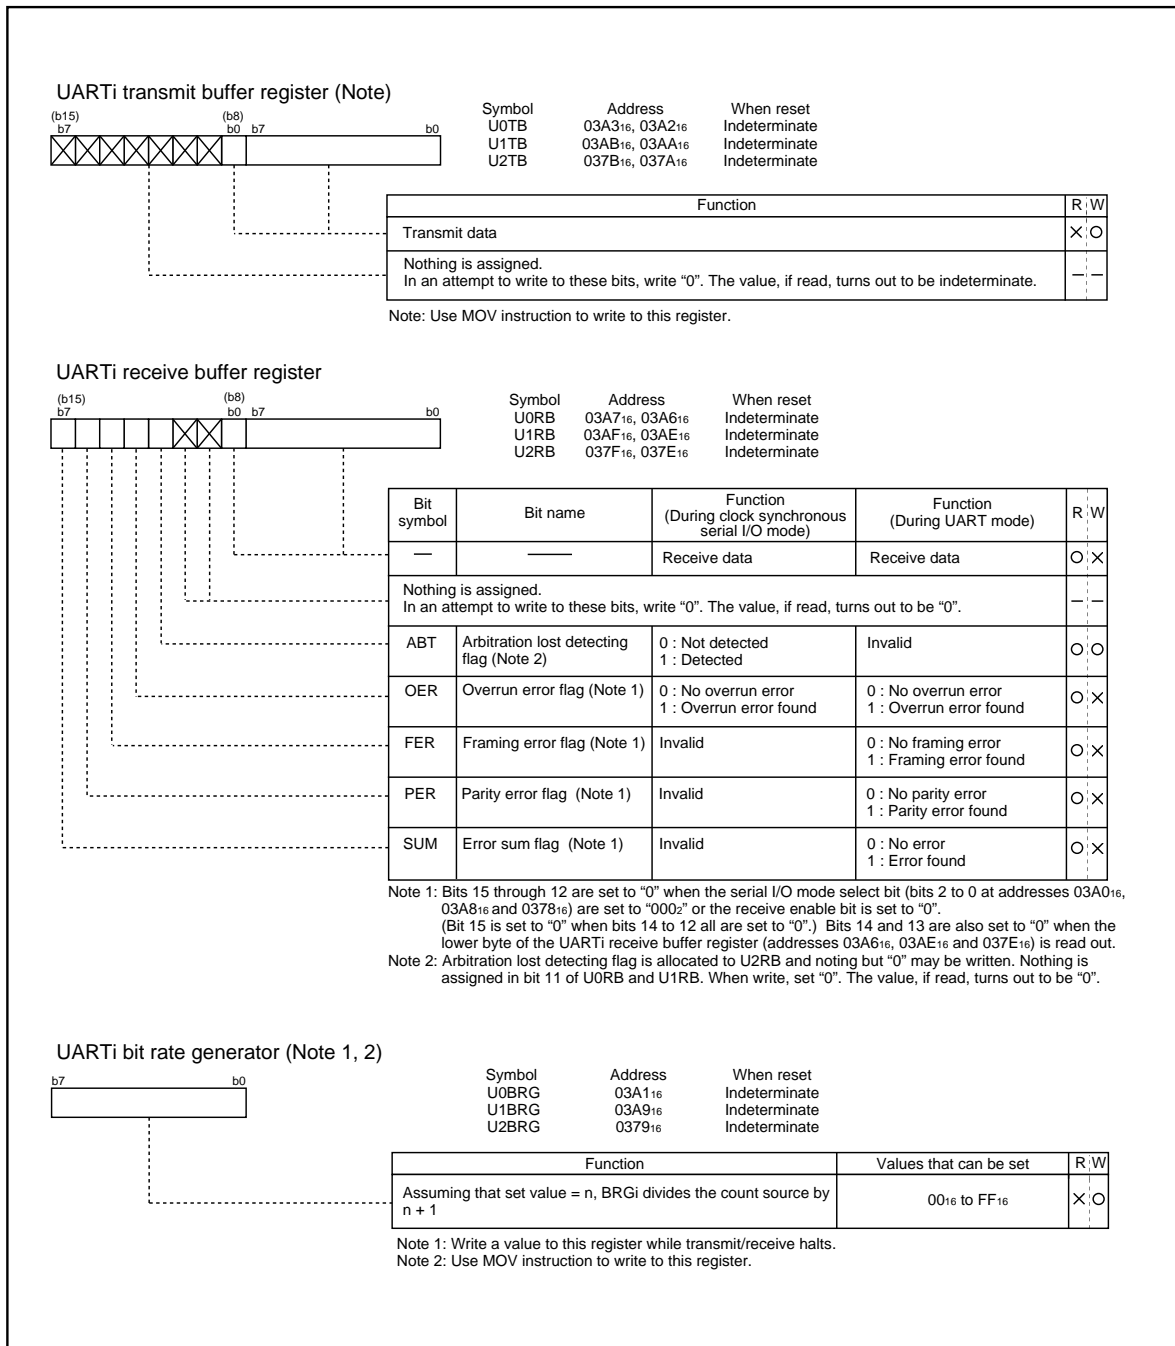 UARTi transmit buffer register (Note)
(b15) (b8)
b7 b0 b7 b0
Symbol Address When reset
U0TB 03A3₁₆, 03A2₁₆ Indeterminate
U1TB 03AB₁₆, 03AA₁₆ Indeterminate
U2TB 037B₁₆, 037A₁₆ Indeterminate
Function R W
Transmit data X O
Nothing is assigned.
In an attempt to write to these bits, write “0”. The value, if read, turns out to be indeterminate. — —
Note: Use MOV instruction to write to this register.
UARTi receive buffer register
(b15) (b8)
b7 b0 b7 b0
Symbol Address When reset
U0RB 03A7₁₆, 03A6₁₆ Indeterminate
U1RB 03AF₁₆, 03AE₁₆ Indeterminate
U2RB 037F₁₆, 037E₁₆ Indeterminate
Bit symbol Bit name Function (During clock synchronous serial I/O mode) Function (During UART mode) R W
— — Receive data Receive data O X
Nothing is assigned.
In an attempt to write to these bits, write “0”. The value, if read, turns out to be “0”. — —
ABT Arbitration lost detecting 0 : Not detected Invalid O O
flag (Note 2) 1 : Detected
OER Overrun error flag (Note 1) 0 : No overrun error 0 : No overrun error O X
1 : Overrun error found 1 : Overrun error found
FER Framing error flag (Note 1) Invalid 0 : No framing error O X
1 : Framing error found
PER Parity error flag (Note 1) Invalid 0 : No parity error O X
1 : Parity error found
SUM Error sum flag (Note 1) Invalid 0 : No error O X
1 : Error found
Note 1: Bits 15 through 12 are set to “0” when the serial I/O mode select bit (bits 2 to 0 at addresses 03A0₁₆,
03A8₁₆ and 0378₁₆) are set to “000₂” or the receive enable bit is set to “0”.
(Bit 15 is set to “0” when bits 14 to 12 all are set to “0”.) Bits 14 and 13 are also set to “0” when the
lower byte of the UARTi receive buffer register (addresses 03A6₁₆, 03AE₁₆ and 037E₁₆) is read out.
Note 2: Arbitration lost detecting flag is allocated to U2RB and noting but “0” may be written. Nothing is
assigned in bit 11 of U0RB and U1RB. When write, set “0”. The value, if read, turns out to be “0”.
UARTi bit rate generator (Note 1, 2)
b7 b0
Symbol Address When reset
U0BRG 03A1₁₆ Indeterminate
U1BRG 03A9₁₆ Indeterminate
U2BRG 0379₁₆ Indeterminate
Function Values that can be set R W
Assuming that set value = n, BRGi divides the count source by 00₁₆ to FF₁₆ X O
n + 1
Note 1: Write a value to this register while transmit/receive halts.
Note 2: Use MOV instruction to write to this register.